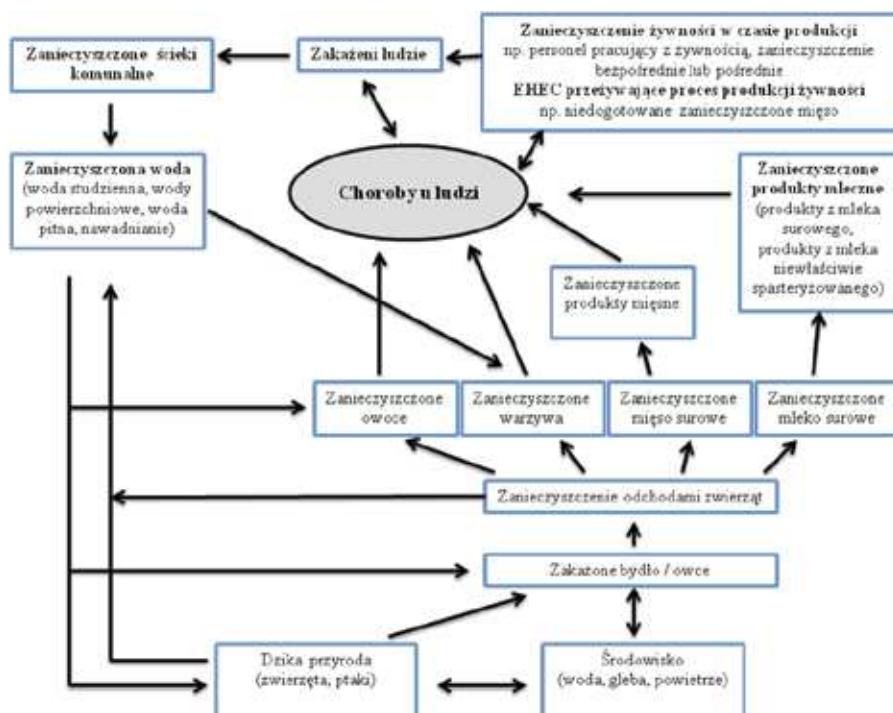 Zanieczyszczone ścieki
komunalne
Zakażeni ludzie
Zanieczyszczenie żywności w czasie produkcji
np. personel pracujący z żywnością, zanieczyszczenie
bezpośrednie lub pośrednie
EHEC przeżywające proces produkcji żywności
np. niedogotowane zanieczyszczone mięso
Zanieczyszczona woda
(woda studzienna, wody
powierzchniowe, woda
pitna, nawadnianie)
Choroby u ludzi
Zanieczyszczone
produkty mleczne
(produkty z mleka
surowego,
produkty z mleka
niewłaściwie
spasteryzowanego)
Zanieczyszczone
produkty mięsne
Zanieczyszczone
owoce
Zanieczyszczone
warzywa
Zanieczyszczone
mięso surowe
Zanieczyszczone
mleko surowe
Zanieczyszczenie odchodami zwierząt
Zakażone bydło / owce
Dzika przyroda
(zwierzęta, ptaki)
Środowisko
(woda, gleba, powietrze)